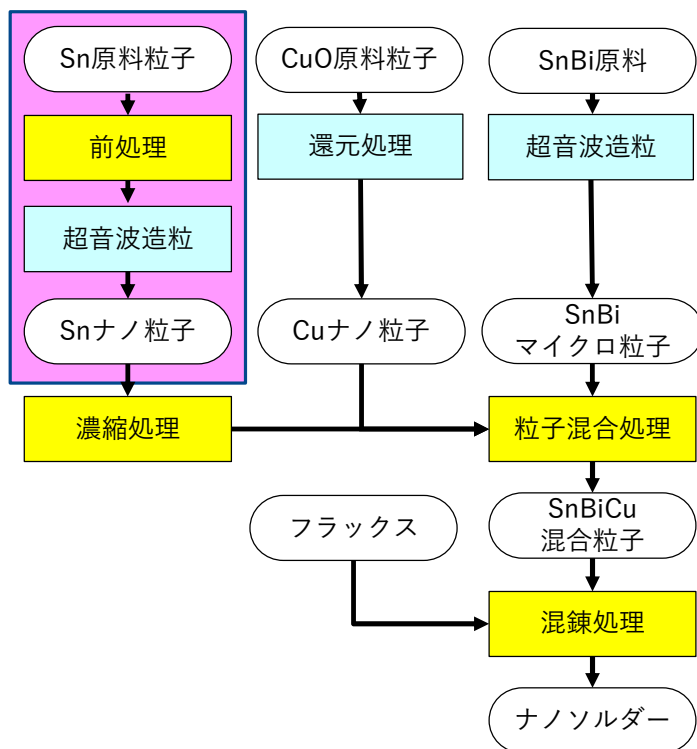 Sn原料粒子
CuO原料粒子
SnBi原料
前処理
還元処理
超音波造粒
超音波造粒
Snナノ粒子
Cuナノ粒子
SnBi
マイクロ粒子
濃縮処理
粒子混合処理
フラックス
SnBiCu
混合粒子
混錬処理
ナノソルダー